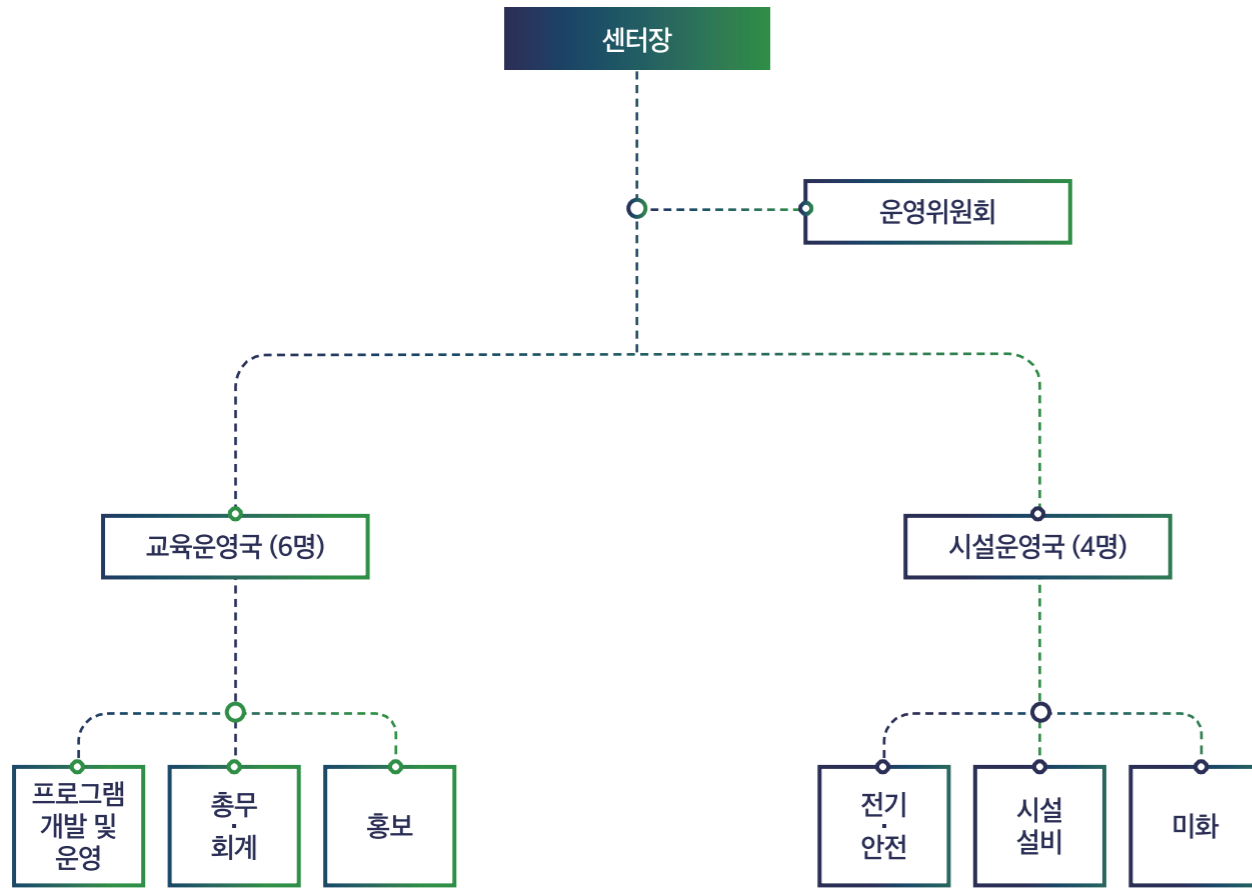 센터장
운영위원회
교육운영국 (6명)
시설운영국 (4명)
프로그램
개발 및
운영
총무
·
회계
홍보
전기
·
안전
시설
설비
미화